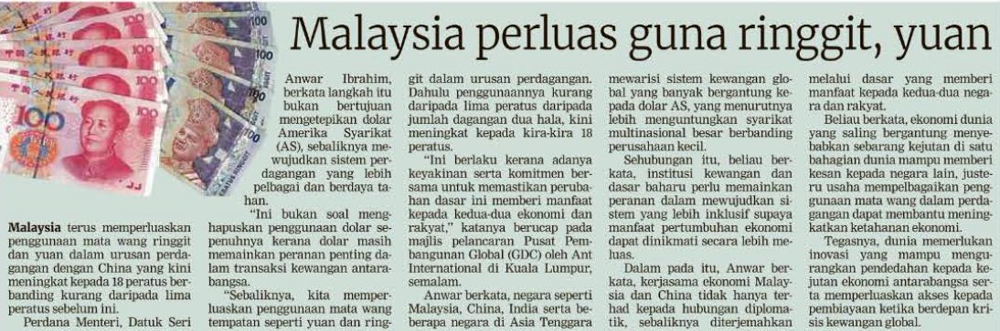 Malaysia perluas guna ringgit, yuan
Malaysia terus memperluaskan
penggunaan mata wang ringgit
dan yuan dalam urusan perda-
gangan dengan China yang kini
meningkat kepada 18 peratus ber-
banding kurang daripada lima
peratus sebelum ini.
Perdana Menteri, Datuk Seri
Anwar Ibrahim,
berkata langkah itu
bukan bertujuan
mengetepikan dolar
Amerika Syarikat
(AS), sebaliknya me-
wujudkan sistem per-
dagangan yang lebih
pelbagai dan berdaya ta-
han.
“Ini bukan soal meng-
hapuskan penggunaan dolar se-
penuhnya kerana dolar masih
memainkan peranan penting da-
lam transaksi kewangan antara-
bangsa.
“Sebaliknya, kita memper-
luaskan penggunaan mata wang
tempatan seperti yuan dan ring-
git dalam urusan perdagangan.
Dahulu penggunaannya kurang
daripada lima peratus daripada
jumlah dagangan dua hala, kini
meningkat kepada kira-kira 18
peratus.
“Ini berlaku kerana adanya
keyakinan serta komitmen ber-
sama untuk memastikan peruba-
han dasar ini memberi manfaat
kepada kedua-dua ekonomi dan
rakyat,” katanya berucap pada
majlis pelancaran Pusat Pem-
bangunan Global (GDC) oleh Ant
International di Kuala Lumpur,
semalam.
Anwar berkata, negara seperti
Malaysia, China, India serta be-
berapa negara di Asia Tenggara
mewarisi sistem kewangan glo-
bal yang banyak bergantung ke-
pada dolar AS, yang menurutnya
lebih menguntungkan syarikat
multinasional besar berbanding
perusahaan kecil.
Sehubungan itu, beliau ber-
kata, institusi kewangan dan
dasar baharu perlu memainkan
peranan dalam mewujudkan si-
stem yang lebih inklusif supaya
manfaat pertumbuhan ekonomi
dapat dinikmati secara lebih me-
luas.
Dalam pada itu, Anwar ber-
kata, kerjasama ekonomi Malay-
sia dan China tidak hanya ter-
had kepada hubungan diploma-
tik, sebaliknya diterjemahkan
melalui dasar yang memberi
manfaat kepada kedua-dua nega-
ra dan rakyat.
Beliau berkata, ekonomi dunia
yang saling bergantung menye-
babkan sebarang kejutan di satu
bahagian dunia mampu memberi
kesan kepada negara lain, juste-
ru usaha mempelbagaikan peng-
gunaan mata wang dalam perda-
gangan dapat membantu mening-
katkan ketahanan ekonomi.
Tegasnya, dunia memerlukan
inovasi yang mampu mengu-
rangkan pendedahan kepada ke-
jutan ekonomi antarabangsa ser-
ta memperluaskan akses kepada
pembiayaan ketika berdepan kri-
sis kewangan global.
100
100
100
100
100
100